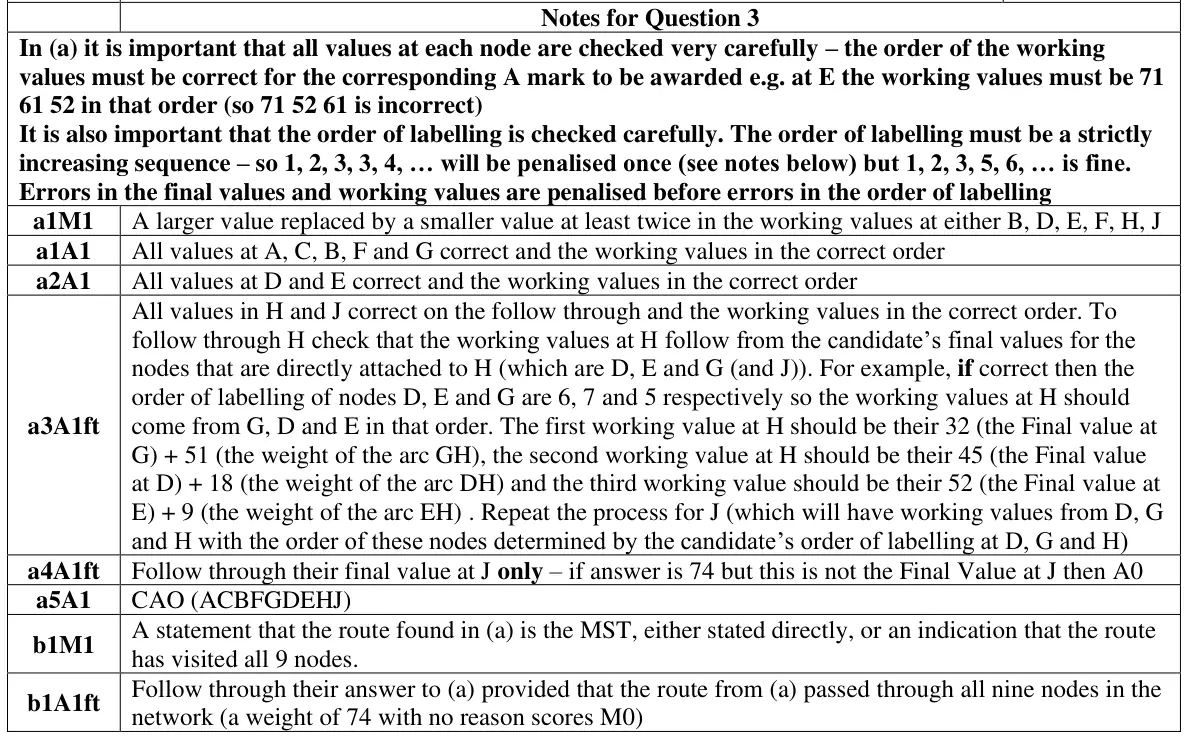 Notes for Question 3
In (a) it is important that all values at each node are checked very carefully – the order of the working
values must be correct for the corresponding A mark to be awarded e.g. at E the working values must be 71
61 52 in that order (so 71 52 61 is incorrect)
It is also important that the order of labelling is checked carefully. The order of labelling must be a strictly
increasing sequence – so 1, 2, 3, 3, 4, … will be penalised once (see notes below) but 1, 2, 3, 5, 6, … is fine.
Errors in the final values and working values are penalised before errors in the order of labelling
a1M1 A larger value replaced by a smaller value at least twice in the working values at either B, D, E, F, H, J
a1A1 All values at A, C, B, F and G correct and the working values in the correct order
a2A1 All values at D and E correct and the working values in the correct order
a3A1ft All values in H and J correct on the follow through and the working values in the correct order. To
follow through H check that the working values at H follow from the candidate's final values for the
nodes that are directly attached to H (which are D, E and G (and J)). For example, if correct then the
order of labelling of nodes D, E and G are 6, 7 and 5 respectively so the working values at H should
come from G, D and E in that order. The first working value at H should be their 32 (the Final value at
G) + 51 (the weight of the arc GH), the second working value at H should be their 45 (the Final value
at D) + 18 (the weight of the arc DH) and the third working value should be their 52 (the Final value at
E) + 9 (the weight of the arc EH) . Repeat the process for J (which will have working values from D, G
and H with the order of these nodes determined by the candidate's order of labelling at D, G and H)
a4A1ft Follow through their final value at J only – if answer is 74 but this is not the Final Value at J then A0
a5A1 CAO (ACBFGDEHJ)
b1M1 A statement that the route found in (a) is the MST, either stated directly, or an indication that the route
has visited all 9 nodes.
b1A1ft Follow through their answer to (a) provided that the route from (a) passed through all nine nodes in the
network (a weight of 74 with no reason scores M0)